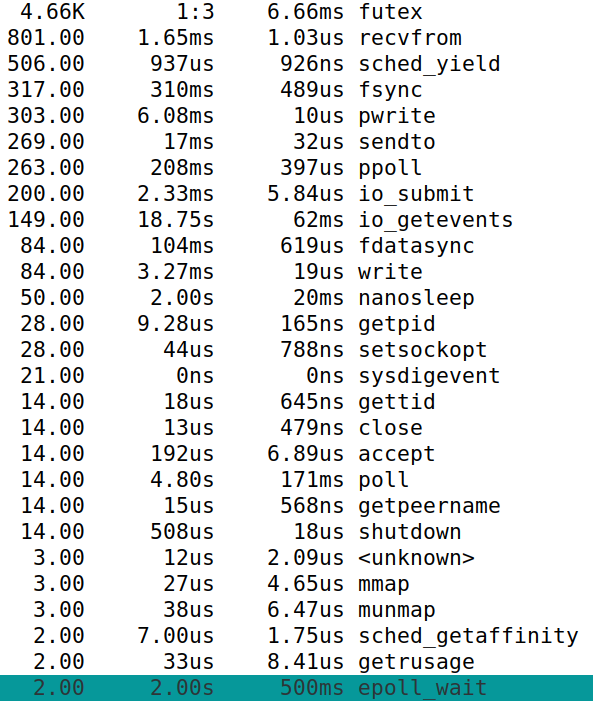 4.66K 1:3 6.66ms futex
801.00 1.65ms 1.03us recvfrom
506.00 937us 926ns sched_yield
317.00 310ms 489us fsync
303.00 6.08ms 10us pwrite
269.00 17ms 32us sendto
263.00 208ms 397us ppoll
200.00 2.33ms 5.84us io_submit
149.00 18.75s 62ms io_getevents
84.00 104ms 619us fdatasync
84.00 3.27ms 19us write
50.00 2.00s 20ms nanosleep
28.00 9.28us 165ns getpid
28.00 44us 788ns setsockopt
21.00 0ns 0ns sysdigevent
14.00 18us 645ns gettid
14.00 13us 479ns close
14.00 192us 6.89us accept
14.00 4.80s 171ms poll
14.00 15us 568ns getpeername
14.00 508us 18us shutdown
3.00 12us 2.09us <unknown>
3.00 27us 4.65us mmap
3.00 38us 6.47us munmap
2.00 7.00us 1.75us sched_getaffinity
2.00 33us 8.41us getrusage
2.00 2.00s 500ms epoll_wait